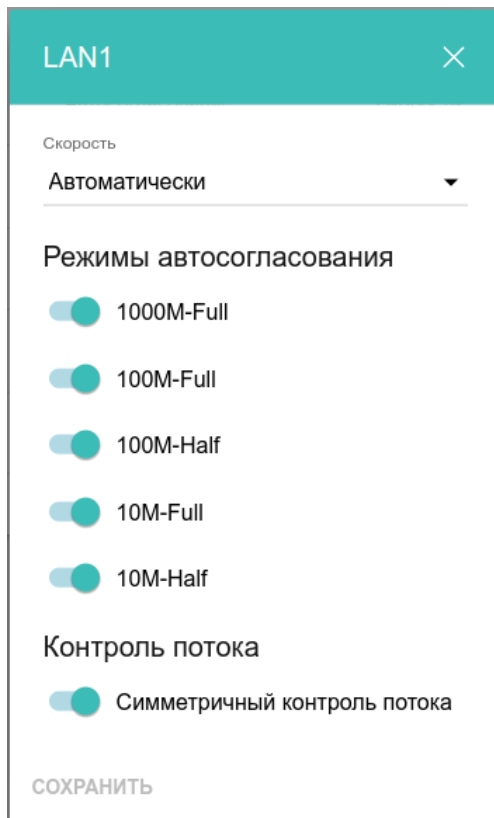 LAN1
Скорость
Автоматически
Режимы автосогласования
1000M-Full
100M-Full
100M-Half
10M-Full
10M-Half
Контроль потока
Симметричный контроль потока
СОХРАНИТЬ